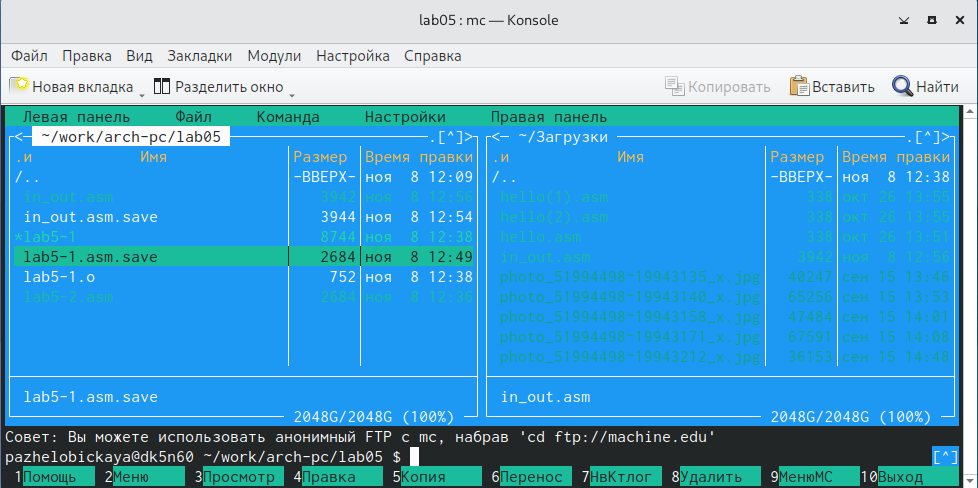 lab05 : mc — Konsole
Файл Правка Вид Закладки Модули Настройка Справка
Новая вкладка Разделить окно Копировать Вставить Найти
Левая панель Файл Команда Настройки Правая панель
<─ ~/work/arch-pc/lab05 .[^]> <─ ~/Загрузки .[^]>
.и Имя Размер Время правки .и Имя Размер Время правки
/.. -ВВЕРХ- ноя 8 12:09 /.. -ВВЕРХ- ноя 8 12:38
in_out.asm 3942 ноя 8 12:56 hello(1).asm 338 окт 26 13:55
in_out.asm.save 3944 ноя 8 12:54 hello(2).asm 338 окт 26 13:55
*lab5-1 8744 ноя 8 12:38 hello.asm 338 окт 26 13:51
lab5-1.asm.save 2684 ноя 8 12:49 in_out.asm 3942 ноя 8 12:56
lab5-1.o 752 ноя 8 12:38 photo_51994498~19943135_x.jpg 40247 сен 15 13:46
lab5-2.asm 2684 ноя 8 12:36 photo_51994498~19943140_x.jpg 65256 сен 15 13:53
photo_51994498~19943158_x.jpg 47484 сен 15 14:01
photo_51994498~19943171_x.jpg 67591 сен 15 14:08
photo_51994498~19943212_x.jpg 36153 сен 15 14:48
lab5-1.asm.save in_out.asm
2048G/2048G (100%) 2048G/2048G (100%)
Совет: Вы можете использовать анонимный FTP с mc, набрав 'cd ftp://machine.edu'
pazhelobickaya@dk5n60 ~/work/arch-pc/lab05 $ [^]
1Помощь 2Меню 3Просмотр 4Правка 5Копия 6Перенос 7НвКтлог 8Удалить 9МенюМС 10Выход